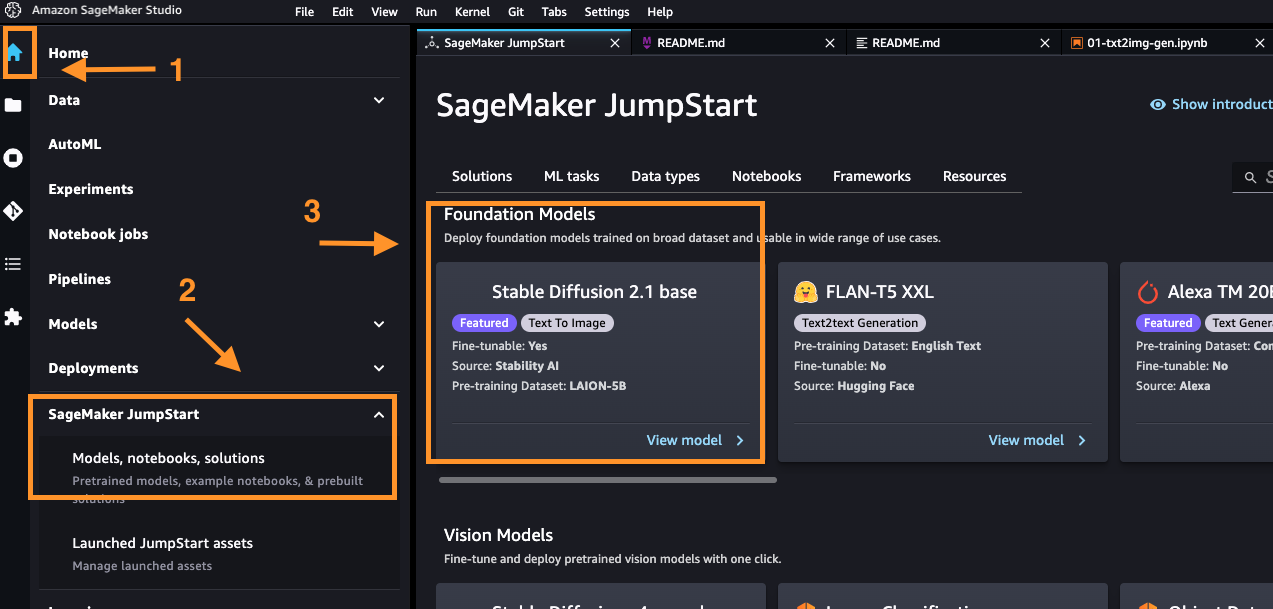 Amazon SageMaker Studio
File Edit View Run Kernel Git Tabs Settings Help
Home
1
Data
AutoML
Experiments
Notebook jobs
Pipelines
2
Models
Deployments
SageMaker JumpStart
Models, notebooks, solutions
Pretrained models, example notebooks, & prebuilt
solutions
Launched JumpStart assets
Manage launched assets
SageMaker JumpStart
README.md
README.md
01-txt2img-gen.ipynb
SageMaker JumpStart
Show introduct
Solutions ML tasks Data types Notebooks Frameworks Resources
3
Foundation Models
Deploy foundation models trained on broad dataset and usable in wide range of use cases.
Stable Diffusion 2.1 base
Featured Text To Image
Fine-tunable: Yes
Source: Stability AI
Pre-training Dataset: LAION-5B
View model
FLAN-T5 XXL
Text2text Generation
Pre-training Dataset: English Text
Fine-tunable: No
Source: Hugging Face
View model
Alexa TM 20B
Featured Text Genera
Pre-training Dataset: Com
Fine-tunable: No
Source: Alexa
Vision Models
Fine-tune and deploy pretrained vision models with one click.